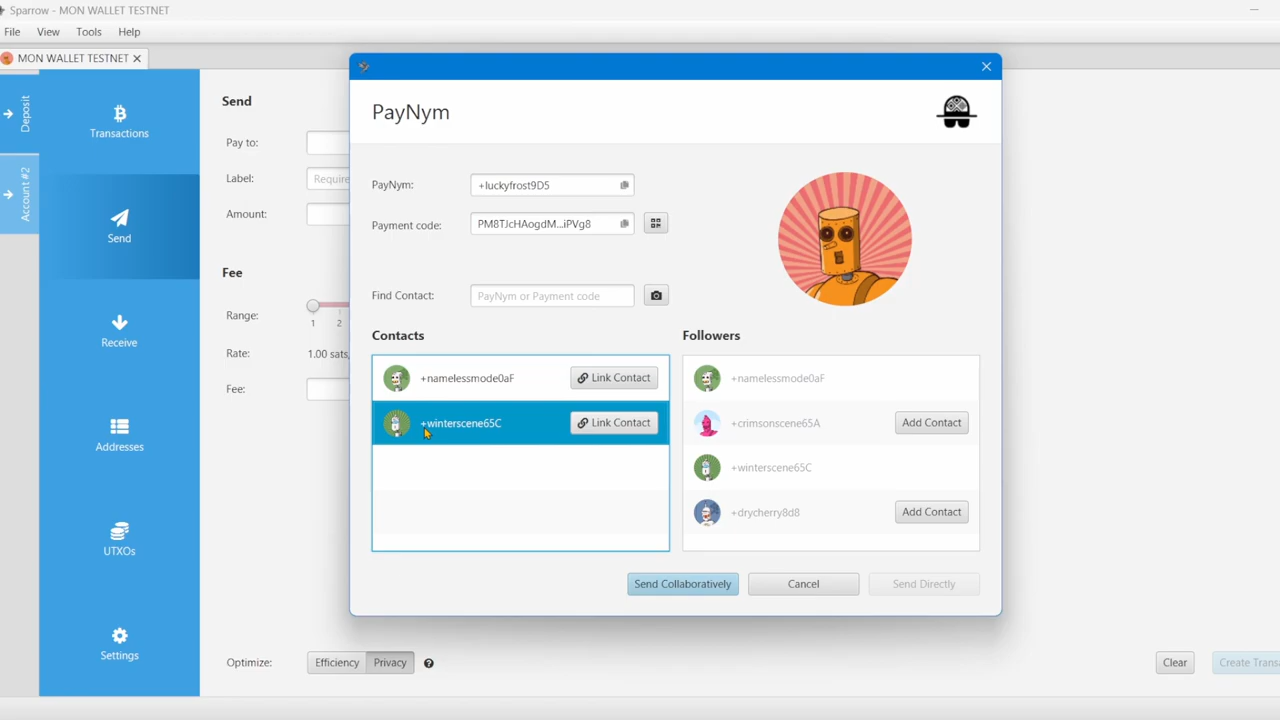 Sparrow - MON WALLET TESTNET
File View Tools Help
MON WALLET TESTNET
Deposit
Account #2
Transactions
Send
Receive
Addresses
UTXOs
Settings
Send
Pay to:
Label:
Require
Amount:
Fee
Range:
1 2
Rate:
1.00 sats,
Fee:
Optimize:
Efficiency
Privacy
?
Clear
Create Transa
PayNym
PayNym:
+luckyfrost9D5
Payment code:
PM8TJcHAogdM...iPVg8
Find Contact:
PayNym or Payment code
Contacts
+namelessmode0aF
Link Contact
+winterscene65C
Link Contact
Followers
+namelessmode0aF
+crimsonscene65A
Add Contact
+winterscene65C
+drycherry8d8
Add Contact
Send Collaboratively
Cancel
Send Directly